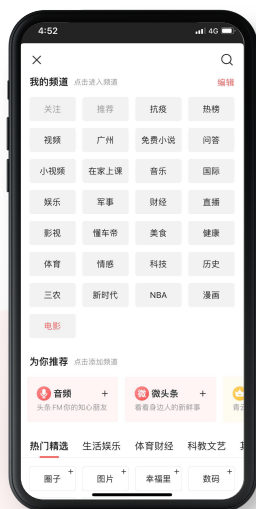 4:52 4G
我的频道 点击进入频道 编辑
关注 推荐 抗疫 热榜
视频 广州 免费小说 问答
小视频 在家上课 音乐 国际
娱乐 军事 财经 直播
影视 懂车帝 美食 健康
体育 情感 科技 历史
三农 新时代 NBA 漫画
电影
为你推荐 点击添加频道
音频 + 微 微头条 +
头条FM你的知心朋友 看看身边人的新鲜事
热门精选 生活娱乐 体育财经 科教文艺
圈子 + 图片 + 幸福里 + 数码 +